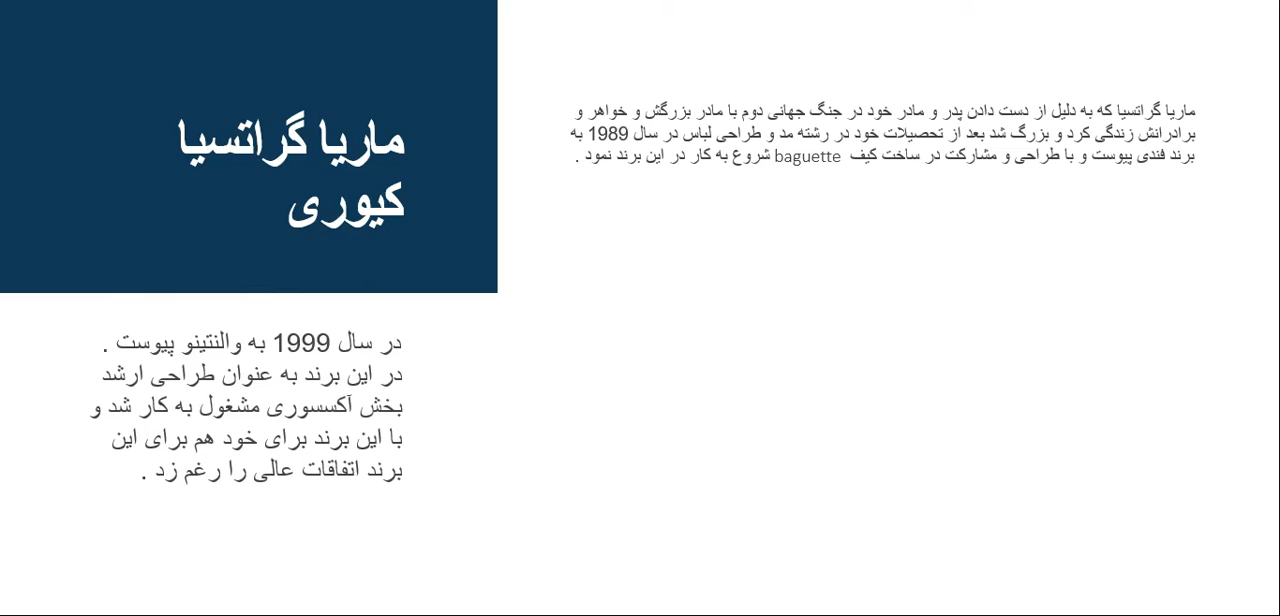 ماریا گراتسیا
کیوری
ماریا گراتسیا که به دلیل از دست دادن پدر و مادر خود در جنگ جهانی دوم با مادر بزرگش و خواهر و
برادرانش زندگی کرد و بزرگ شد بعد از تحصیلات خود در رشته مد و طراحی لباس در سال 1989 به
برند فندی پیوست و با طراحی و مشارکت در ساخت کیف baguette شروع به کار در این برند نمود .
در سال 1999 به والنتینو پیوست .
در این برند به عنوان طراحی ارشد
بخش آکسسوری مشغول به کار شد و
با این برند برای خود هم برای این
برند اتفاقات عالی را رغم زد .